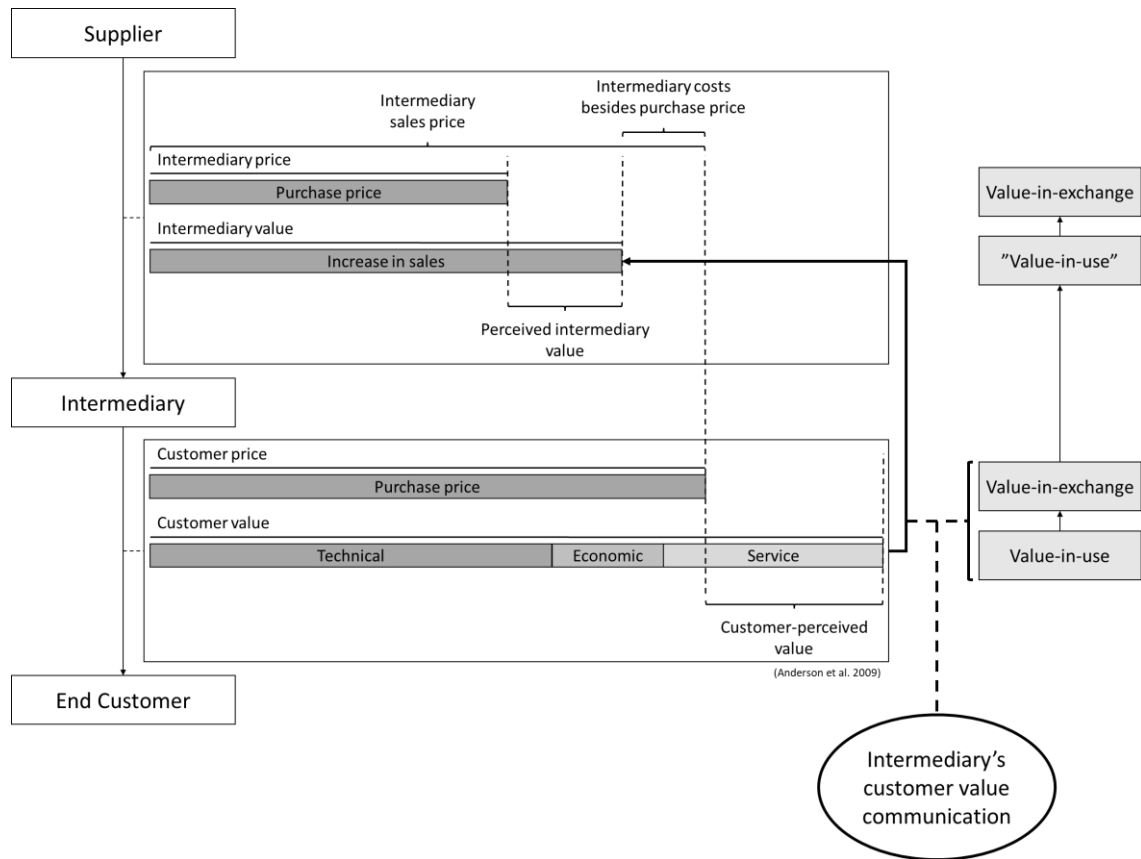 Supplier
Intermediary
sales price
Intermediary costs
besides purchase price
Intermediary price
Purchase price
Intermediary value
Increase in sales
Perceived intermediary
value
Intermediary
Customer price
Purchase price
Customer value
Technical
Economic
Service
Customer-perceived
value
(Anderson et al. 2009)
End Customer
Value-in-exchange
”Value-in-use”
Value-in-exchange
Value-in-use
Intermediary’s
customer value
communication